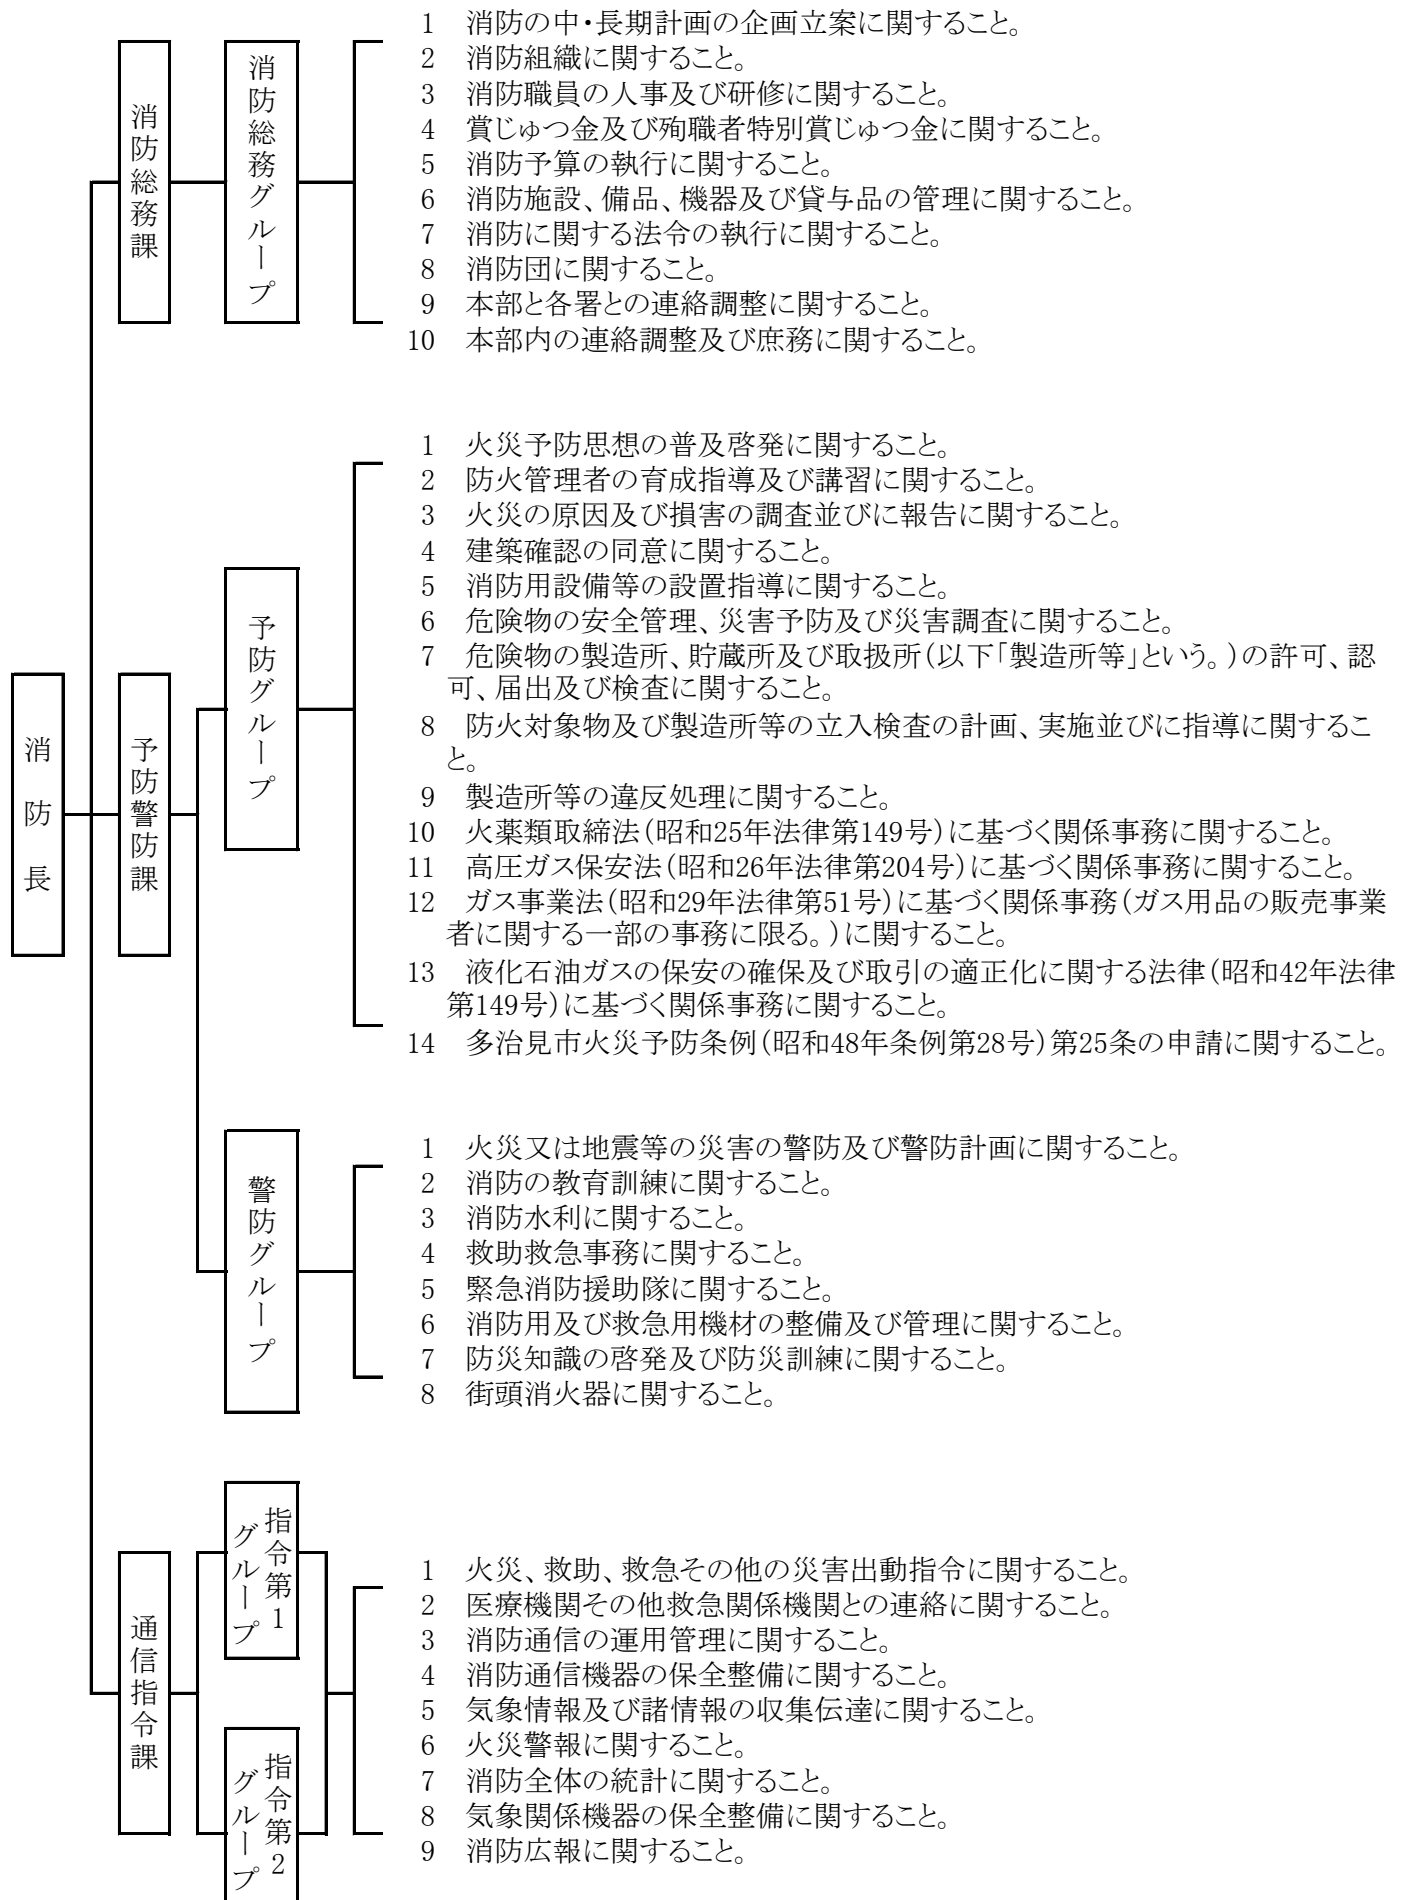 消防長
消防総務課
消防総務グループ
1　消防の中・長期計画の企画立案に関すること。
2　消防組織に関すること。
3　消防職員の人事及び研修に関すること。
4　賞じゅつ金及び殉職者特別賞じゅつ金に関すること。
5　消防予算の執行に関すること。
6　消防施設、備品、機器及び貸与品の管理に関すること。
7　消防に関する法令の執行に関すること。
8　消防団に関すること。
9　本部と各署との連絡調整に関すること。
10　本部内の連絡調整及び庶務に関すること。
予防警防課
予防グループ
1　火災予防思想の普及啓発に関すること。
2　防火管理者の育成指導及び講習に関すること。
3　火災の原因及び損害の調査並びに報告に関すること。
4　建築確認の同意に関すること。
5　消防用設備等の設置指導に関すること。
6　危険物の安全管理、災害予防及び災害調査に関すること。
7　危険物の製造所、貯蔵所及び取扱所(以下「製造所等」という。)の許可、認
可、届出及び検査に関すること。
8　防火対象物及び製造所等の立入検査の計画、実施並びに指導に関するこ
と。
9　製造所等の違反処理に関すること。
10　火薬類取締法(昭和25年法律第149号)に基づく関係事務に関すること。
11　高圧ガス保安法(昭和26年法律第204号)に基づく関係事務に関すること。
12　ガス事業法(昭和29年法律第51号)に基づく関係事務(ガス用品の販売事業
者に関する一部の事務に限る。)に関すること。
13　液化石油ガスの保安の確保及び取引の適正化に関する法律(昭和42年法律
第149号)に基づく関係事務に関すること。
14　多治見市火災予防条例(昭和48年条例第28号)第25条の申請に関すること。
警防グループ
1　火災又は地震等の災害の警防及び警防計画に関すること。
2　消防の教育訓練に関すること。
3　消防水利に関すること。
4　救助救急事務に関すること。
5　緊急消防援助隊に関すること。
6　消防用及び救急用機材の整備及び管理に関すること。
7　防災知識の啓発及び防災訓練に関すること。
8　街頭消火器に関すること。
通信指令課
指令第1
グループ
指令第2
グループ
1　火災、救助、救急その他の災害出動指令に関すること。
2　医療機関その他救急関係機関との連絡に関すること。
3　消防通信の運用管理に関すること。
4　消防通信機器の保全整備に関すること。
5　気象情報及び諸情報の収集伝達に関すること。
6　火災警報に関すること。
7　消防全体の統計に関すること。
8　気象関係機器の保全整備に関すること。
9　消防広報に関すること。